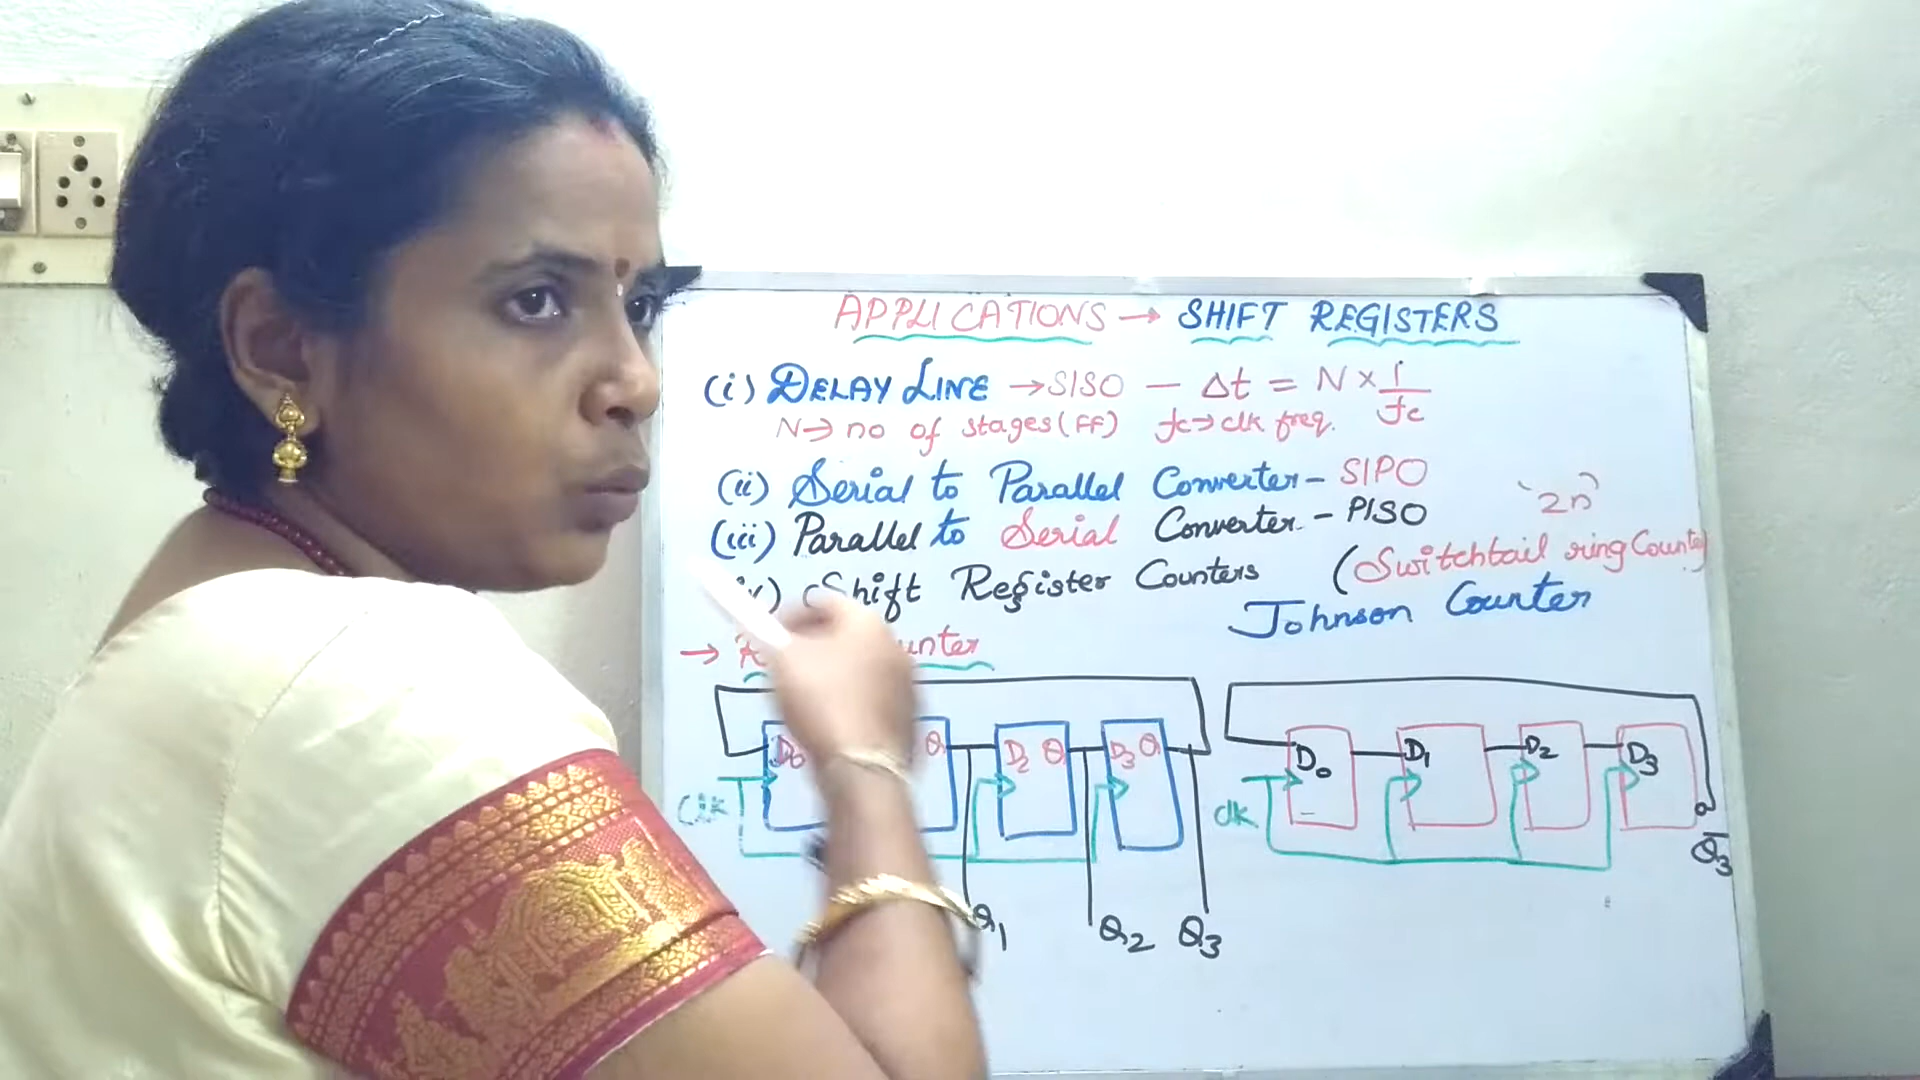 APPLICATIONS → SHIFT REGISTERS
(i) DELAY LINE → SISO — Δt = N × 1/fc
N → no of stages (FF) fc → clk freq.
(ii) Serial to Parallel Converter - SIPO
(iii) Parallel to Serial Converter - PISO
"2n"
Shift Register Counters
(Switchtail ring Counter
Johnson Counter
D0 Q D2 Q D3 Q
Clk
Q1 Q2 Q3
D0 D1 D2 D3
clk
Q̅3